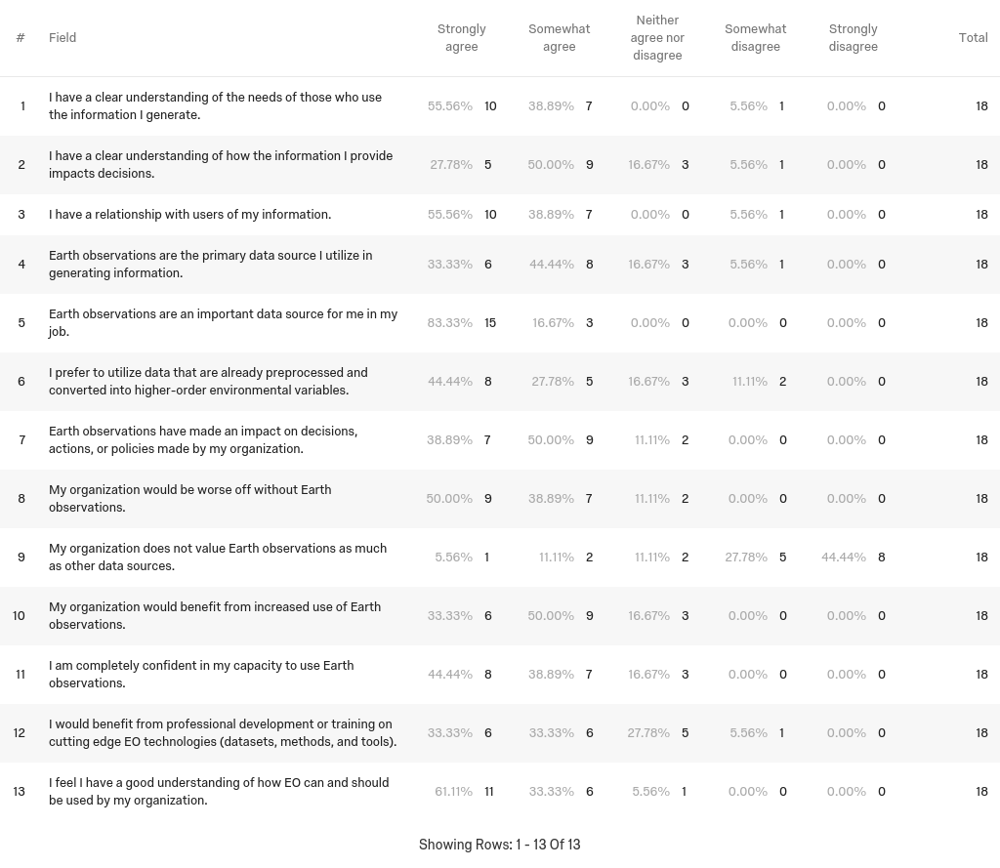 # Field Strongly agree Somewhat agree Neither agree nor disagree Somewhat disagree Strongly disagree Total
1 I have a clear understanding of the needs of those who use
the information I generate. 55.56% 10 38.89% 7 0.00% 0 5.56% 1 0.00% 0 18
2 I have a clear understanding of how the information I provide
impacts decisions. 27.78% 5 50.00% 9 16.67% 3 5.56% 1 0.00% 0 18
3 I have a relationship with users of my information. 55.56% 10 38.89% 7 0.00% 0 5.56% 1 0.00% 0 18
4 Earth observations are the primary data source I utilize in
generating information. 33.33% 6 44.44% 8 16.67% 3 5.56% 1 0.00% 0 18
5 Earth observations are an important data source for me in my
job. 83.33% 15 16.67% 3 0.00% 0 0.00% 0 0.00% 0 18
6 I prefer to utilize data that are already preprocessed and
converted into higher-order environmental variables. 44.44% 8 27.78% 5 16.67% 3 11.11% 2 0.00% 0 18
7 Earth observations have made an impact on decisions,
actions, or policies made by my organization. 38.89% 7 50.00% 9 11.11% 2 0.00% 0 0.00% 0 18
8 My organization would be worse off without Earth
observations. 50.00% 9 38.89% 7 11.11% 2 0.00% 0 0.00% 0 18
9 My organization does not value Earth observations as much
as other data sources. 5.56% 1 11.11% 2 11.11% 2 27.78% 5 44.44% 8 18
10 My organization would benefit from increased use of Earth
observations. 33.33% 6 50.00% 9 16.67% 3 0.00% 0 0.00% 0 18
11 I am completely confident in my capacity to use Earth
observations. 44.44% 8 38.89% 7 16.67% 3 0.00% 0 0.00% 0 18
12 I would benefit from professional development or training on
cutting edge EO technologies (datasets, methods, and tools). 33.33% 6 33.33% 6 27.78% 5 5.56% 1 0.00% 0 18
13 I feel I have a good understanding of how EO can and should
be used by my organization. 61.11% 11 33.33% 6 5.56% 1 0.00% 0 0.00% 0 18
Showing Rows: 1 - 13 Of 13